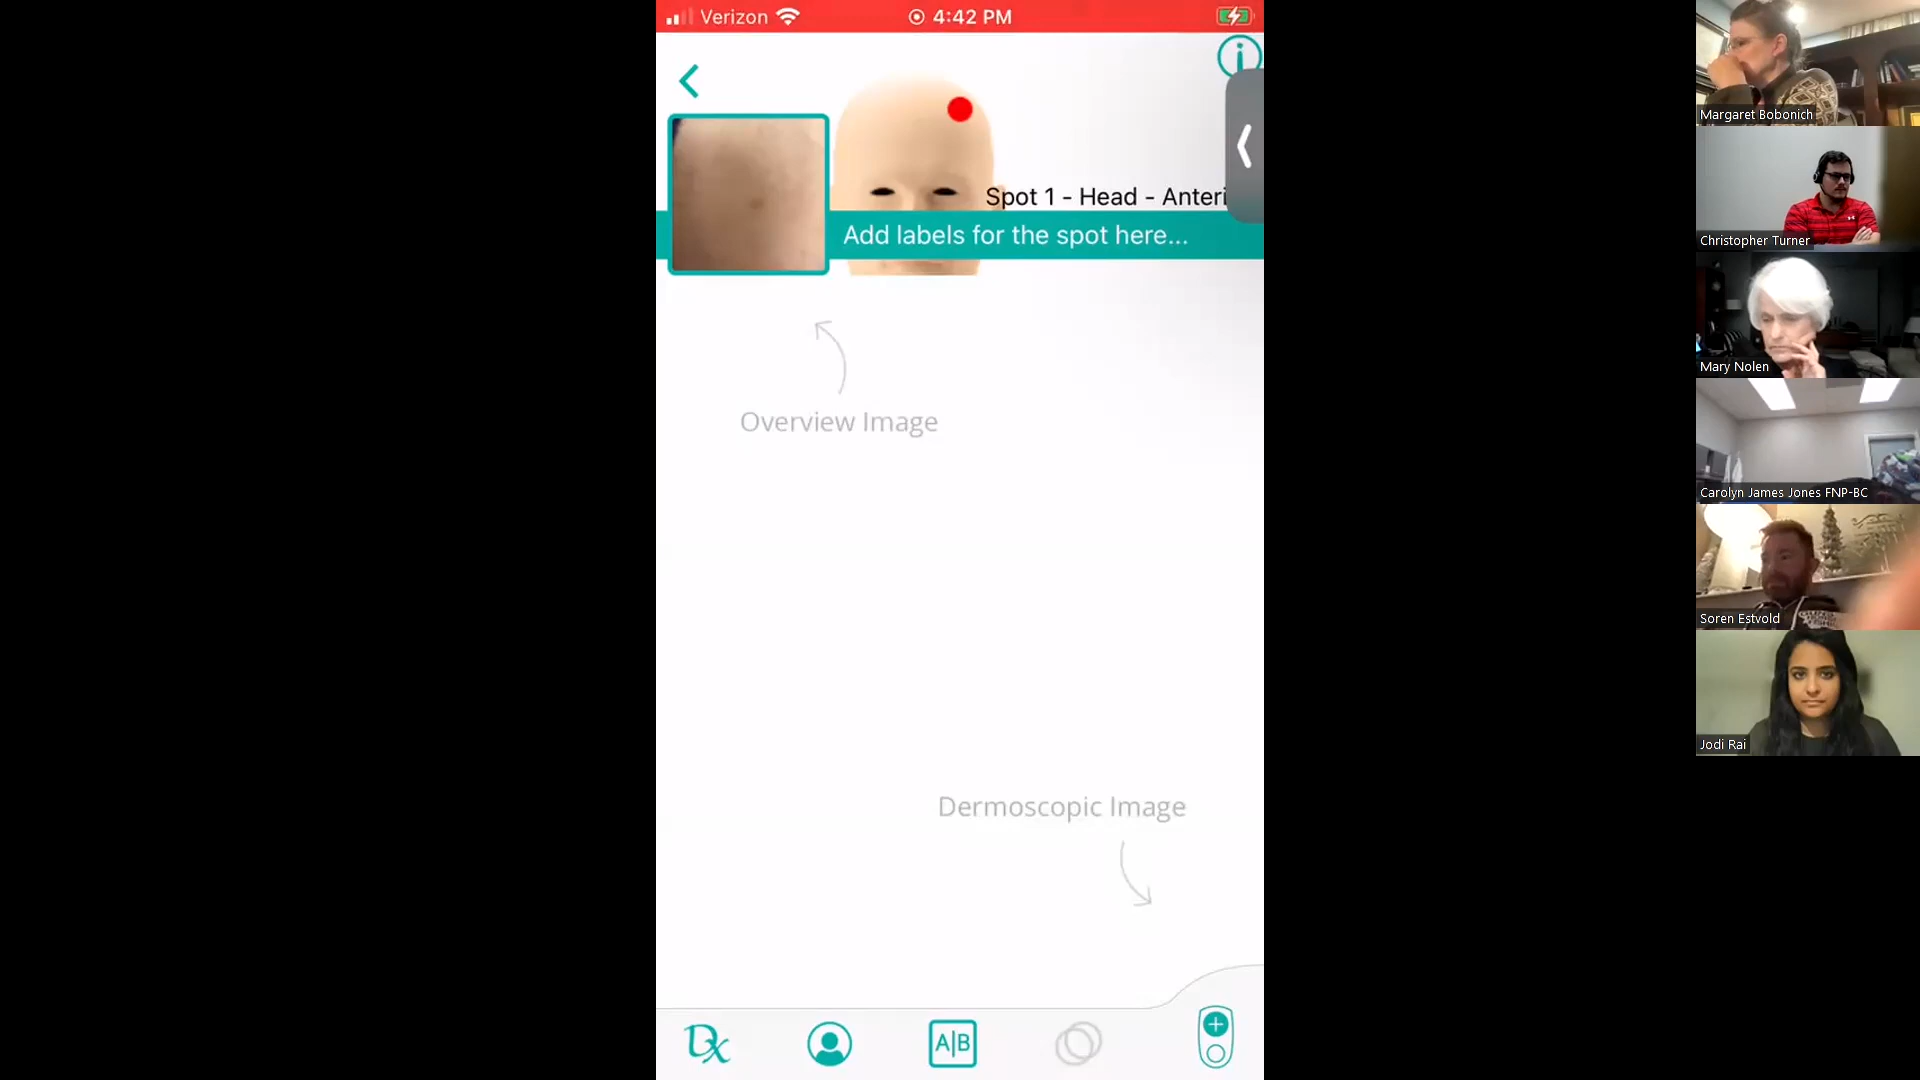 Verizon
4:42 PM
Spot 1 - Head - Anteri
Add labels for the spot here...
Overview Image
Dermoscopic Image
Dx
A|B
Margaret Bobonich
Christopher Turner
Mary Nolen
Carolyn James Jones FNP-BC
Soren Estvold
Jodi Rai